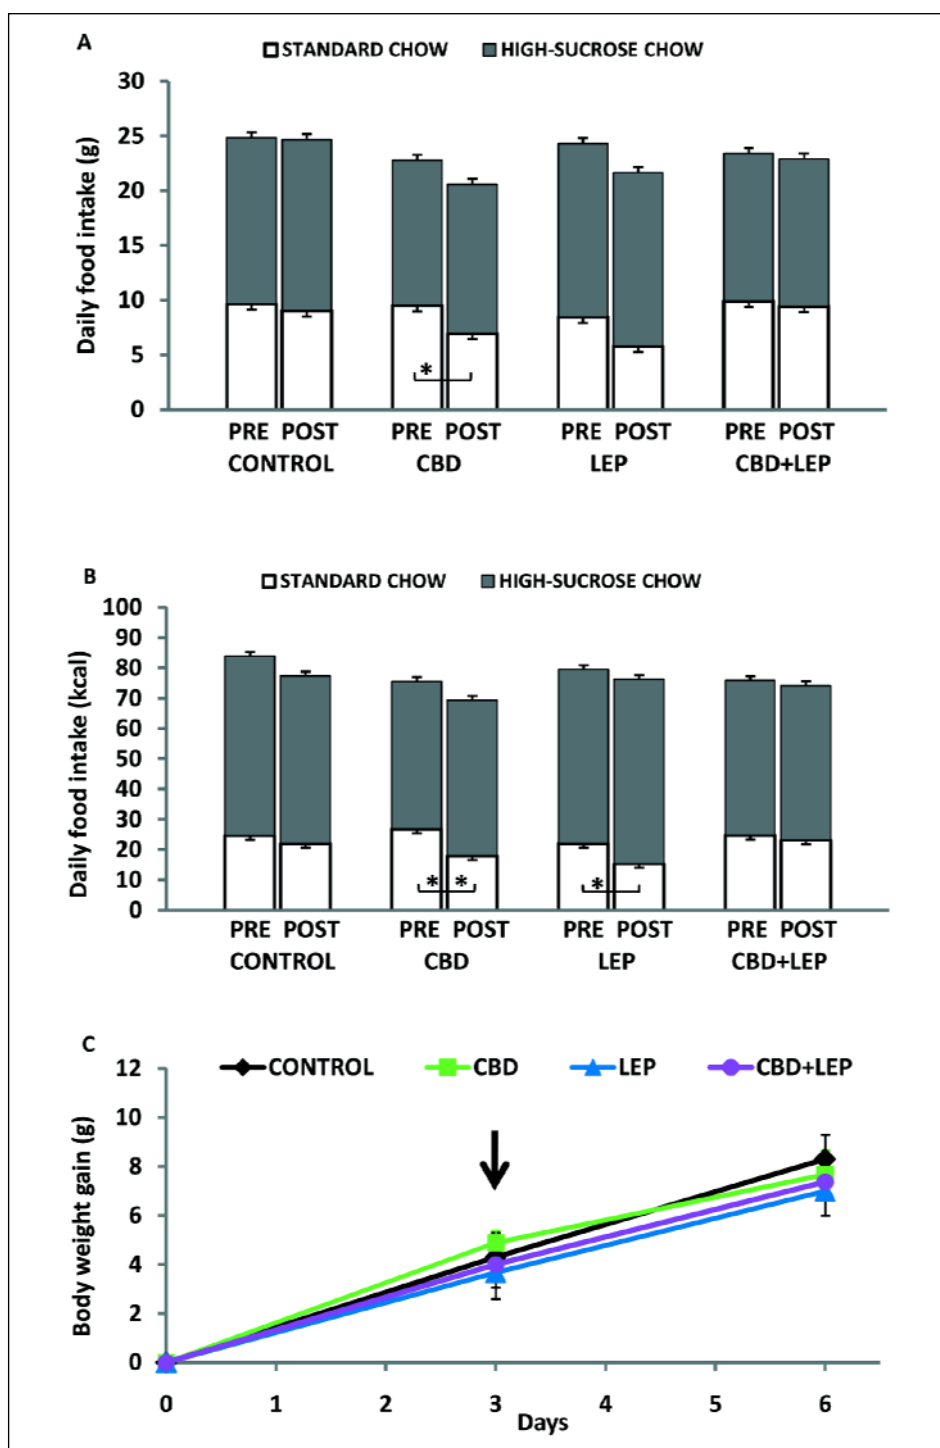 A
STANDARD CHOW HIGH-SUCROSE CHOW
Daily food intake (g)
30
25
20
15
10
5
0
*
PRE POST PRE POST PRE POST PRE POST
CONTROL CBD LEP CBD+LEP
B
STANDARD CHOW HIGH-SUCROSE CHOW
Daily food intake (kcal)
100
90
80
70
60
50
40
30
20
10
0
* * *
PRE POST PRE POST PRE POST PRE POST
CONTROL CBD LEP CBD+LEP
C
CONTROL CBD LEP CBD+LEP
Body weight gain (g)
12
10
8
6
4
2
0
0 1 2 3 4 5 6
Days